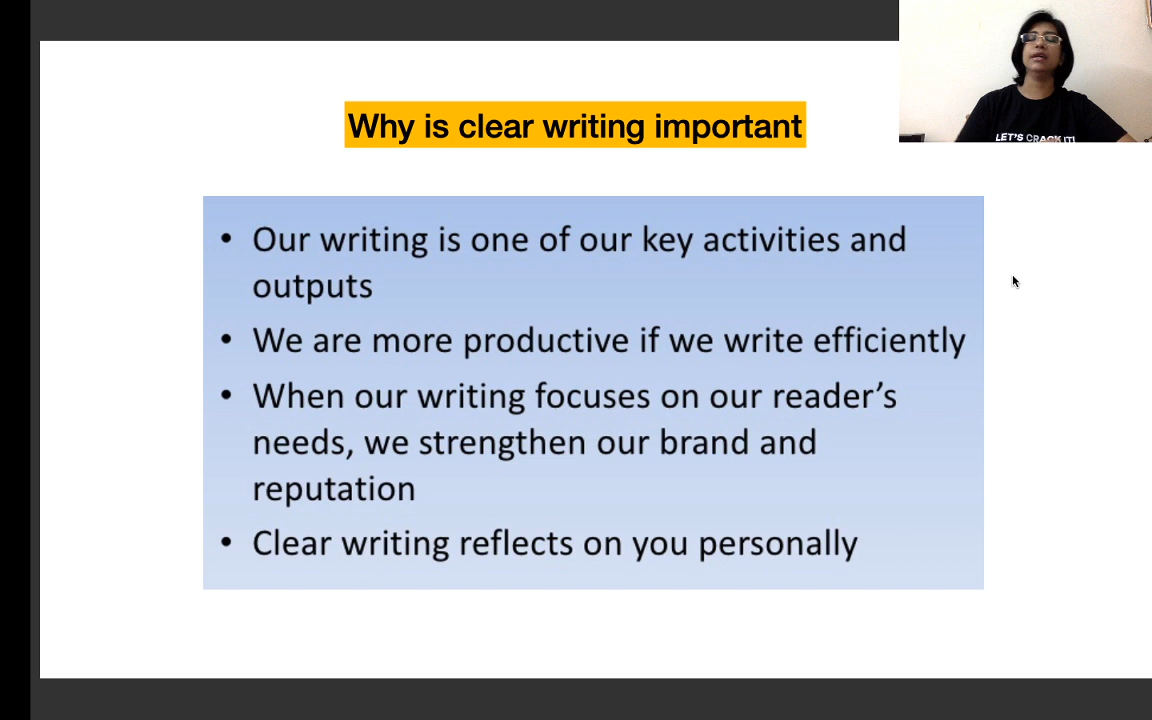 Why is clear writing important
LET'S CRACK IT!
• Our writing is one of our key activities and
outputs
• We are more productive if we write efficiently
• When our writing focuses on our reader's
needs, we strengthen our brand and
reputation
• Clear writing reflects on you personally